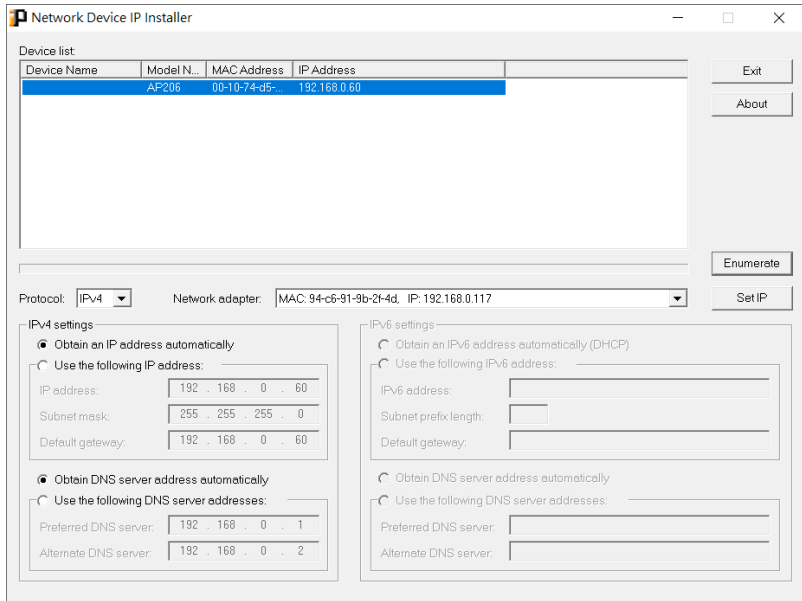 Network Device IP Installer
Device list:
Device Name Model N... MAC Address IP Address
AP206 00-10-74-d5-... 192.168.0.60
Exit
About
Enumerate
Protocol: IPv4 Network adapter: MAC: 94-c6-91-9b-2f-4d, IP: 192.168.0.117 Set IP
IPv4 settings
Obtain an IP address automatically
Use the following IP address:
IP address: 192 . 168 . 0 . 60
Subnet mask: 255 . 255 . 255 . 0
Default gateway: 192 . 168 . 0 . 60
Obtain DNS server address automatically
Use the following DNS server addresses:
Preferred DNS server: 192 . 168 . 0 . 1
Alternate DNS server: 192 . 168 . 0 . 2
IPv6 settings
Obtain an IPv6 address automatically (DHCP)
Use the following IPv6 address:
IPv6 address:
Subnet prefix length:
Default gateway:
Obtain DNS server address automatically
Use the following DNS server addresses:
Preferred DNS server:
Alternate DNS server: